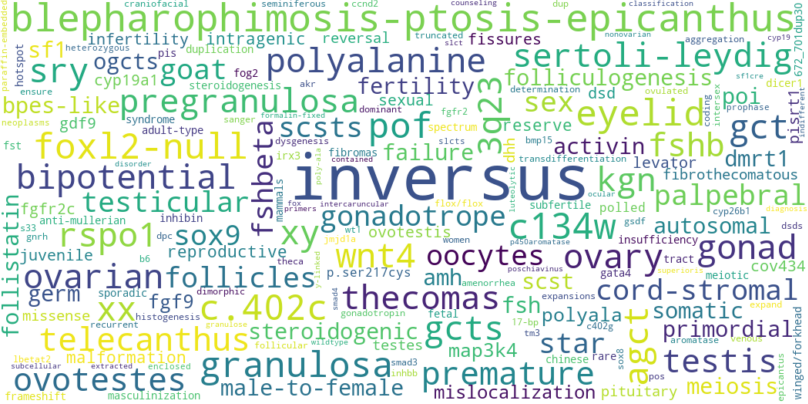 blepharophimosis-ptosis-epicanthus
craniofacial seminiferous ccnd2 counseling dup classification
paraffin-embedded
infertility intragenic reversal fissures
heterozygous duplication truncated slct nonovarian aggregation cyp19
hotspot sf1 ogcts pis steroidogenesis
sry goat polyalanine sertoli-leydig
672_701dup30
cyp19a1 fog2 akr fertility folliculogenesis
ensure determination ovulated dicer1 sf1cre
bpes-like pregranulosa sexual fgfr2 sex eyelid poi
neoplasms gdf9 sanger formalin-fixed dominant 3q23 dsd coding intersex prophase indifferent
syndrome scsts pof spectrum reserve gct pisrt1
fst adult-type fshbeta dysgenesis slcts bmp15 fshb
foxl2-null fibromas failure dhh activin dmrt1
disorder irx3 poly-ala contained transdifferentiation levator fibrothecomatous
bipotential inversus kgn palpebral
mammals luteolytic ocular
testicular fox primers intercaruncular floxflox subfertile polled cyp26b1 diagnosis
fgfr2c anti-mullerian gonadotrope c134w autosomal
follistatin rspo1 sox9 xy ovotestis gsdf dsds
s33 inhibin wt1 women insufficiency
gnrh dpc jmjd1a wnt4 oocytes ovary tract gonad
juvenile b6 reproductive theca y-linked p450aromatase gata4 cov434
ovarian follicles amh poschiavinus meiotic superioris
germ sporadic dimorphic amenorrhea scst cord-stromal
p.ser217cys expansions
xx fgf9 c.402c thecomas fsh polyala somatic
missense smad4 gonadotropin fetal 17-bp c402g expand
recurrent histogenesis wildtype
telecanthus steroidogenic gcts tm3 star agct primordial
malformation follicular testes map3k4 chinese rare sox8 aromatase venous
lbetat2 granulose smad3 testis
subcellular extracted enclosed granulosa inhbb premature pos epicantus
ovotestes male-to-female mislocalization pituitary meiosis winged/forkhead
frameshift masculinization